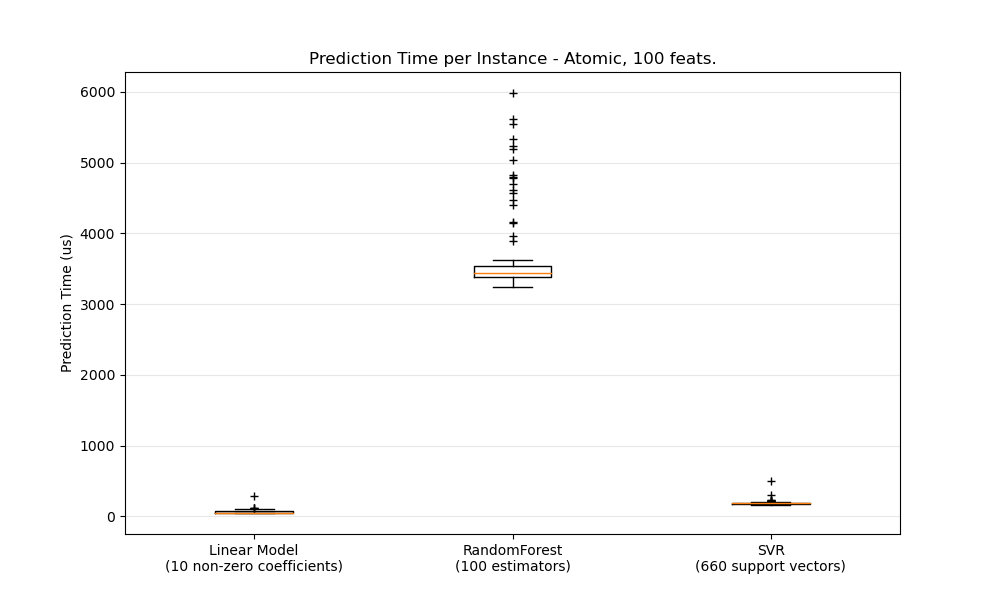 Prediction Time per Instance - Atomic, 100 feats.
Prediction Time (us)
6000
5000
4000
3000
2000
1000
0
Linear Model
(10 non-zero coefficients)
RandomForest
(100 estimators)
SVR
(660 support vectors)